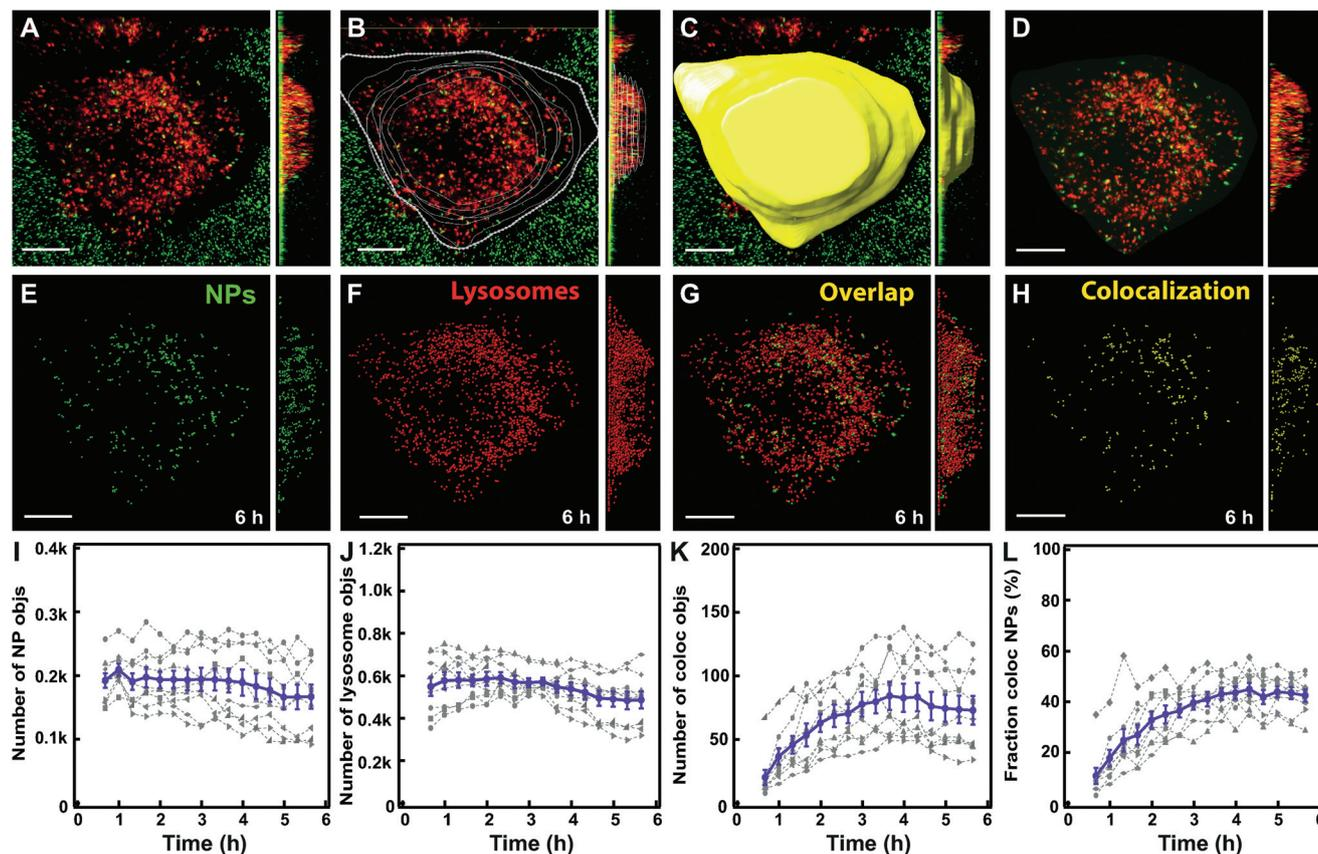 A
B
C
D
E NPs
6 h
F Lysosomes
6 h
G Overlap
6 h
H Colocalization
6 h
I
Number of NP objs
0.4k
0.3k
0.2k
0.1k
0
0 1 2 3 4 5 6
Time (h)
J
Number of lysosome objs
1.2k
1.0k
0.8k
0.6k
0.4k
0.2k
0
0 1 2 3 4 5 6
Time (h)
K
Number of coloc objs
200
150
100
50
0
0 1 2 3 4 5 6
Time (h)
L
Fraction coloc NPs (%)
100
80
60
40
20
0
0 1 2 3 4 5 6
Time (h)